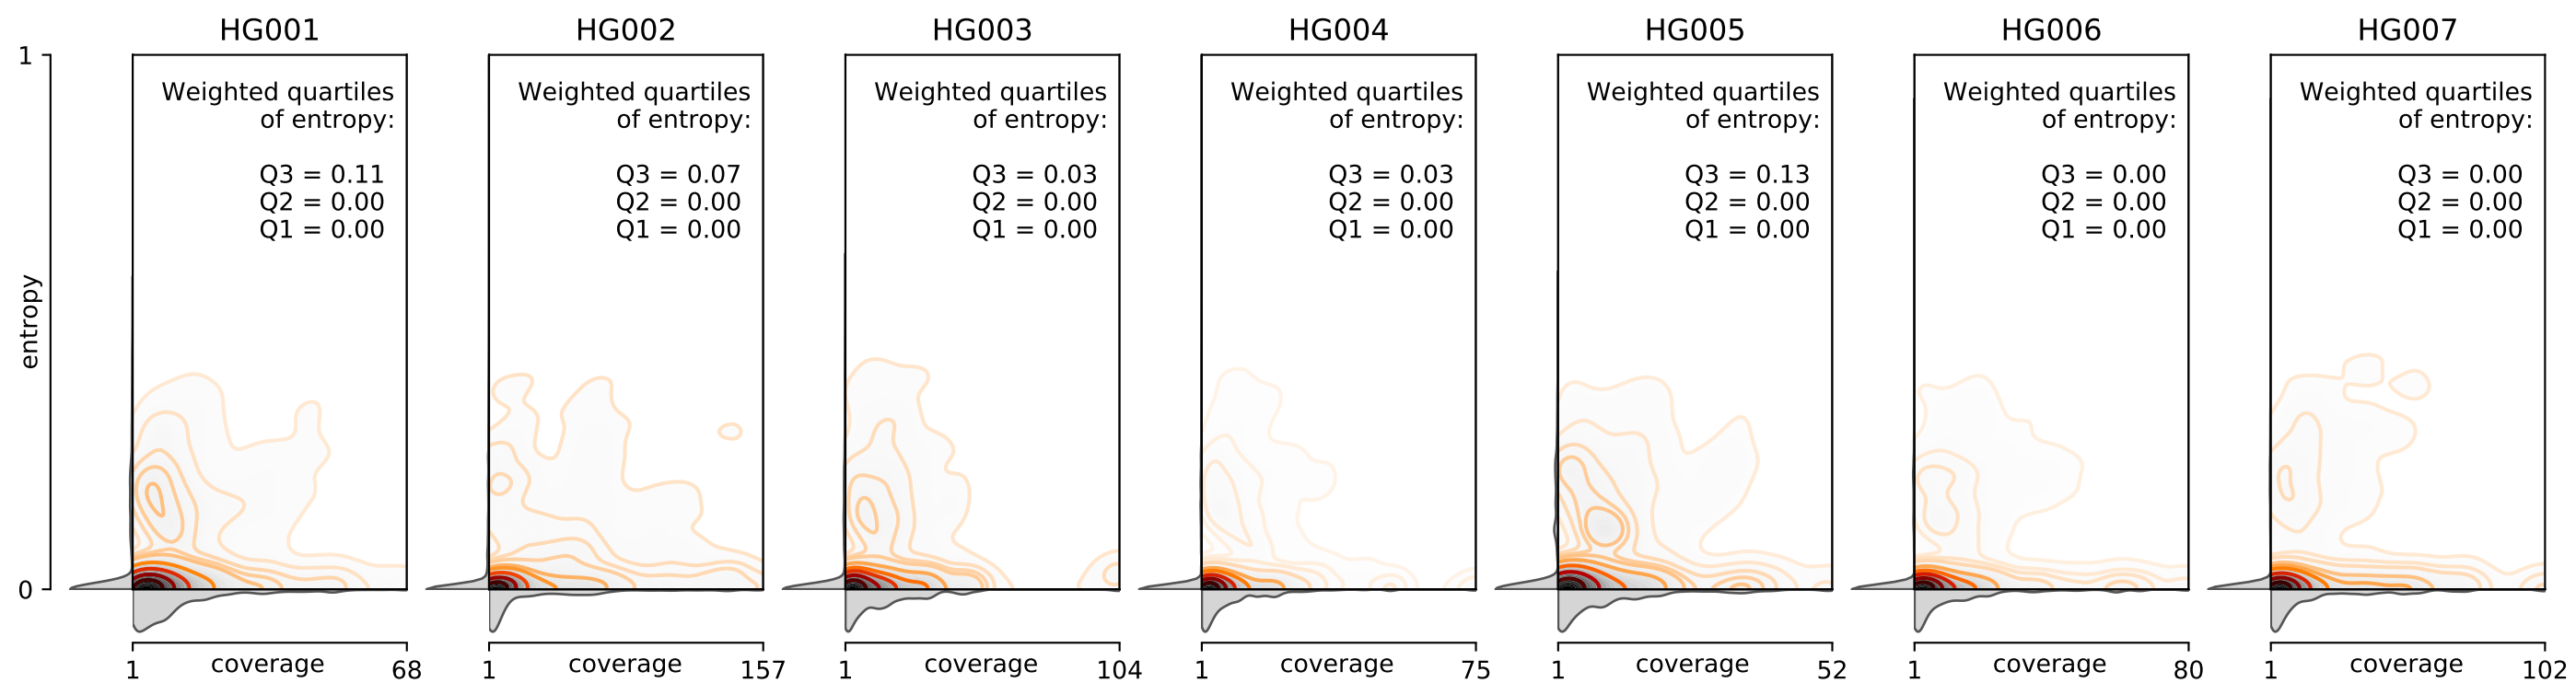 HG001
HG002
HG003
HG004
HG005
HG006
HG007
1
entropy
0
Weighted quartiles
of entropy:
Q3 = 0.11
Q2 = 0.00
Q1 = 0.00
1
coverage
68
Weighted quartiles
of entropy:
Q3 = 0.07
Q2 = 0.00
Q1 = 0.00
1
coverage
157
Weighted quartiles
of entropy:
Q3 = 0.03
Q2 = 0.00
Q1 = 0.00
1
coverage
104
Weighted quartiles
of entropy:
Q3 = 0.03
Q2 = 0.00
Q1 = 0.00
1
coverage
75
Weighted quartiles
of entropy:
Q3 = 0.13
Q2 = 0.00
Q1 = 0.00
1
coverage
52
Weighted quartiles
of entropy:
Q3 = 0.00
Q2 = 0.00
Q1 = 0.00
1
coverage
80
Weighted quartiles
of entropy:
Q3 = 0.00
Q2 = 0.00
Q1 = 0.00
1
coverage
102